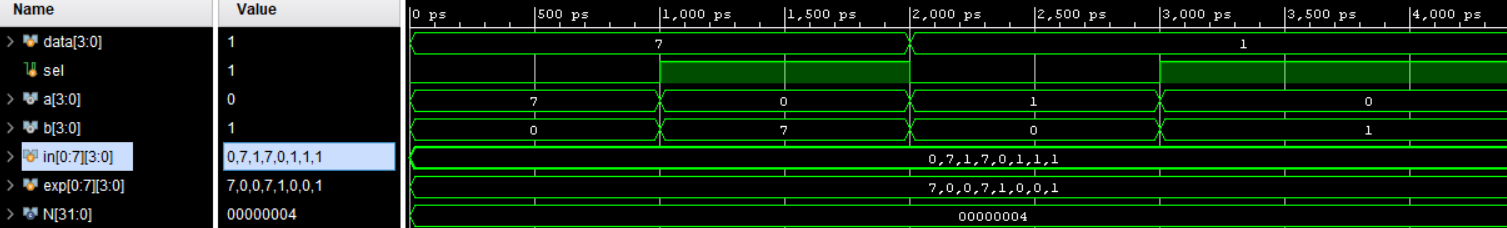 Name Value 0 ps 500 ps 1,000 ps 1,500 ps 2,000 ps 2,500 ps 3,000 ps 3,500 ps 4,000 ps
data[3:0] 1 7 1
sel 1
a[3:0] 0 7 0 1 0
b[3:0] 1 0 7 0 1
in[0:7][3:0] 0,7,1,7,0,1,1,1 0,7,1,7,0,1,1,1
exp[0:7][3:0] 7,0,0,7,1,0,0,1 7,0,0,7,1,0,0,1
N[31:0] 00000004 00000004